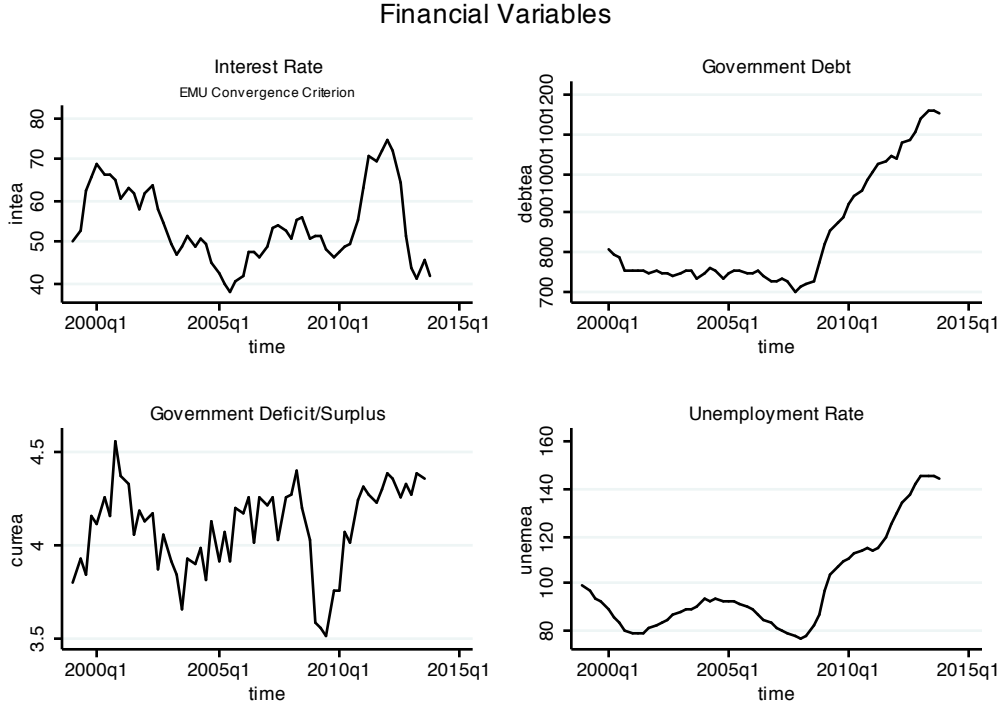 Financial Variables
Interest Rate
EMU Convergence Criterion
80
70
60
50
40
intea
2000q1 2005q1 2010q1 2015q1
time
Government Debt
1200
1100
1000
900
800
700
debtea
2000q1 2005q1 2010q1 2015q1
time
Government Deficit/Surplus
4.5
4
3.5
currea
2000q1 2005q1 2010q1 2015q1
time
Unemployment Rate
160
140
120
100
80
unemea
2000q1 2005q1 2010q1 2015q1
time